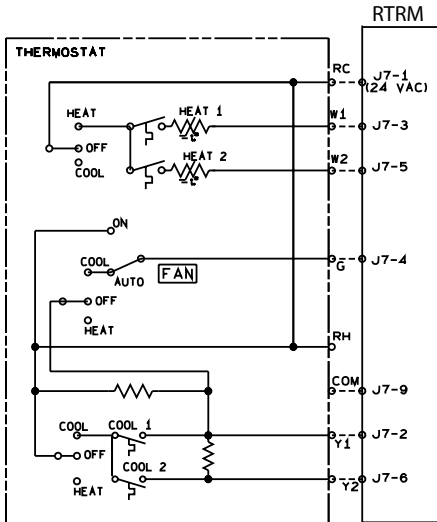 RTRM
THERMOSTAT
RC
J7-1
(24 VAC)
HEAT
HEAT 1
W1
J7-3
OFF
HEAT 2
W2
J7-5
COOL
ON
COOL
AUTO
FAN
G
J7-4
OFF
HEAT
RH
COM
J7-9
COOL
COOL 1
Y1
J7-2
OFF
COOL 2
HEAT
Y2
J7-6